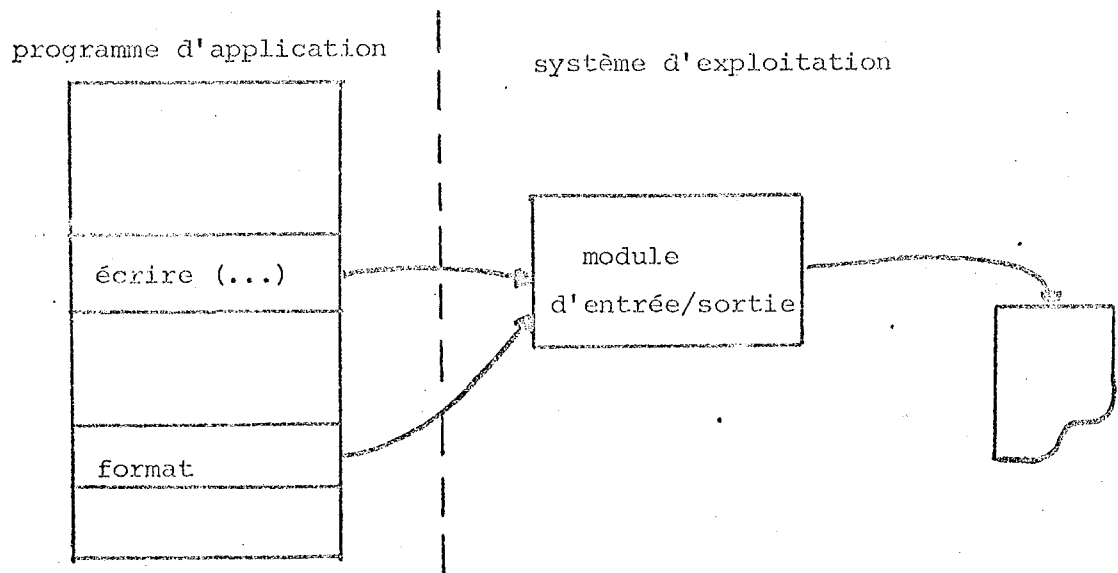 programme d'application
système d'exploitation
écrire (...)
module
d'entrée/sortie
format